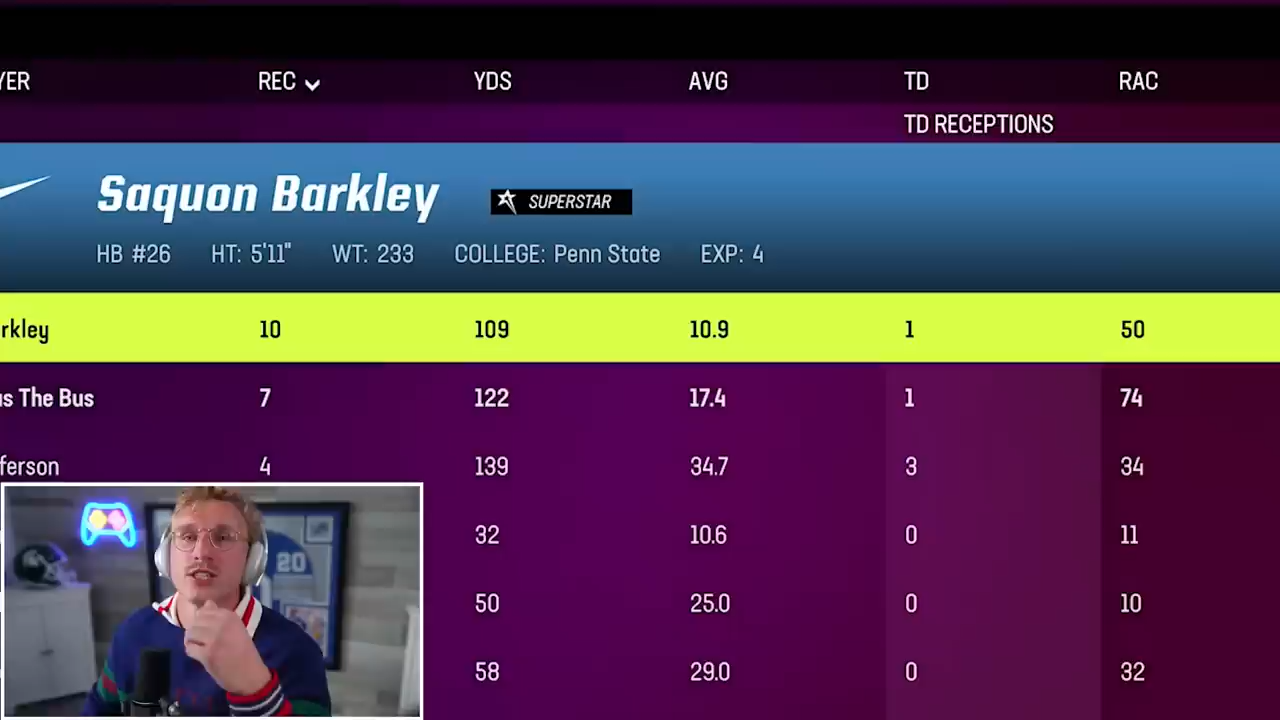 YER REC YDS AVG TD RAC
TD RECEPTIONS
Saquon Barkley SUPERSTAR
HB #26 HT: 5'11" WT: 233 COLLEGE: Penn State EXP: 4
rkley 10 109 10.9 1 50
us The Bus 7 122 17.4 1 74
ferson 4 139 34.7 3 34
32 10.6 0 11
50 25.0 0 10
58 29.0 0 32
20